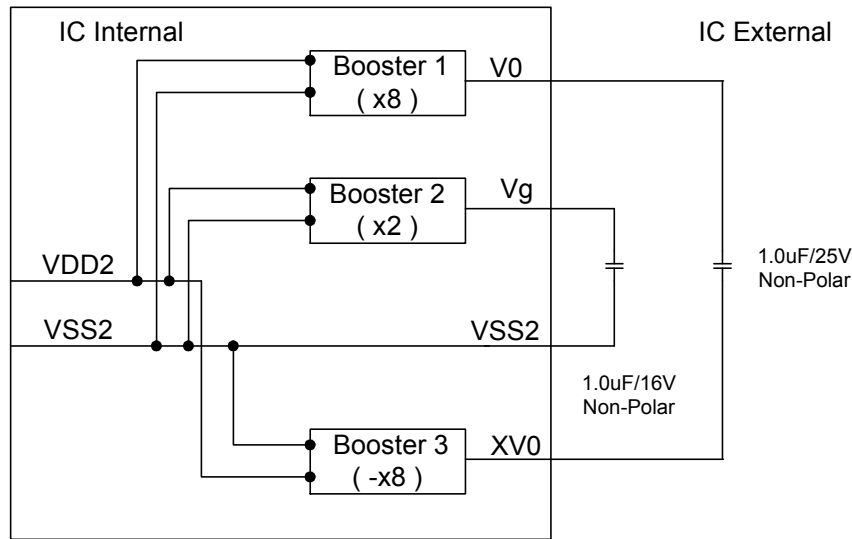 IC Internal
IC External
Booster 1
( x8 )
V0
Booster 2
( x2 )
Vg
VDD2
1.0uF/25V
Non-Polar
VSS2
VSS2
1.0uF/16V
Non-Polar
Booster 3
( -x8 )
XV0